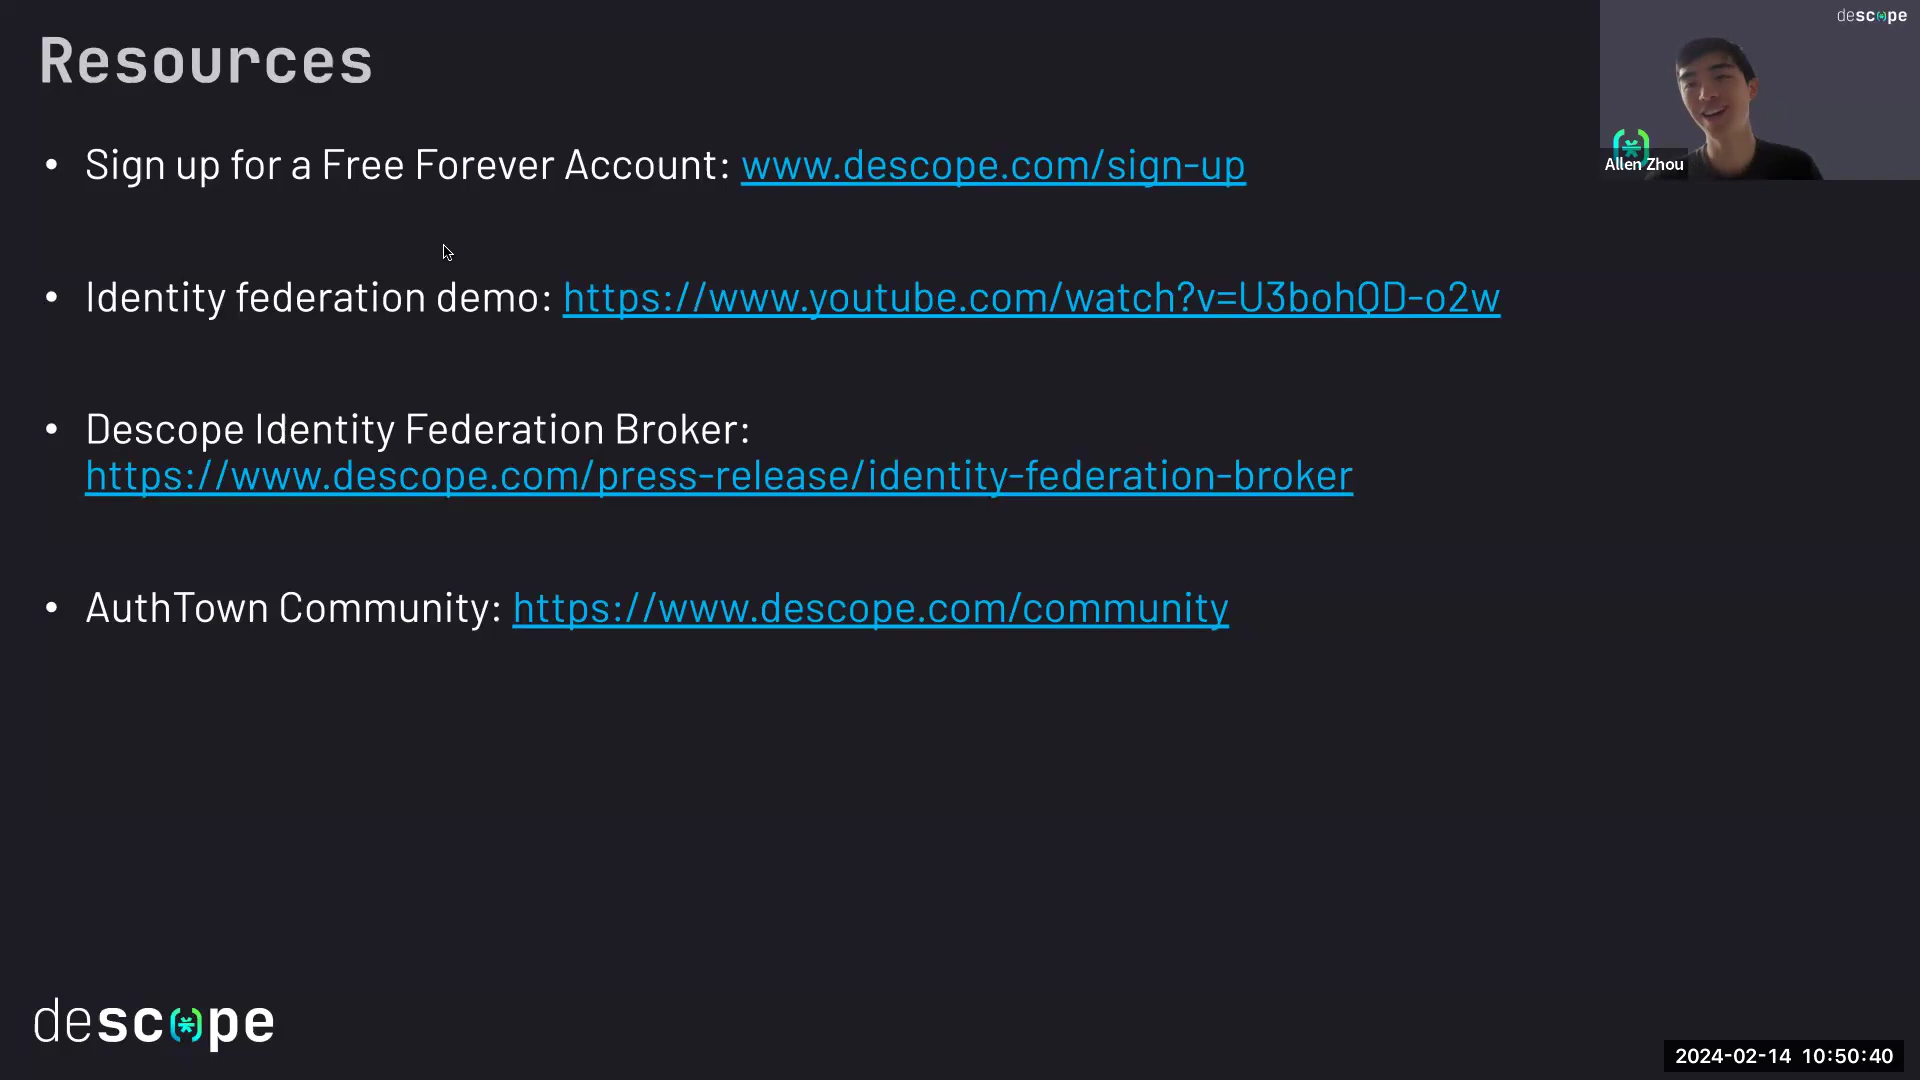 Resources
descope
Allen Zhou
• Sign up for a Free Forever Account: www.descope.com/sign-up
• Identity federation demo: https://www.youtube.com/watch?v=U3bohQD-o2w
• Descope Identity Federation Broker:
https://www.descope.com/press-release/identity-federation-broker
• AuthTown Community: https://www.descope.com/community
descope
2024-02-14 10:50:40